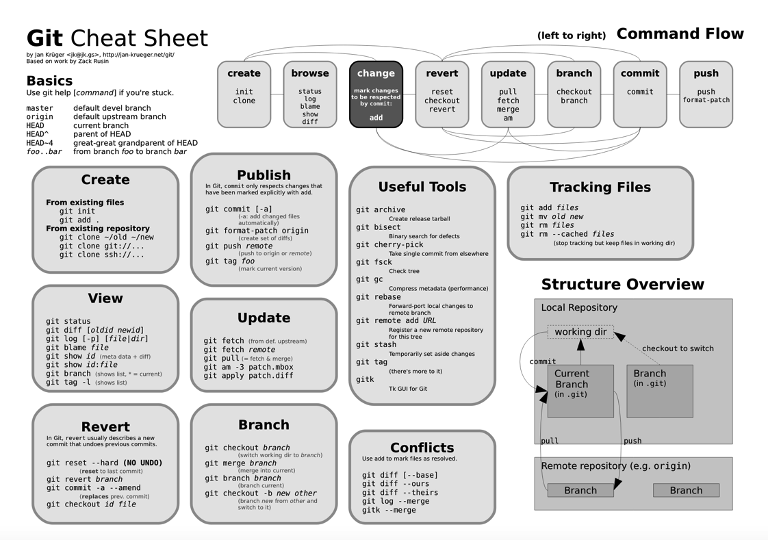 Git Cheat Sheet
by Jan Krüger <jk@jk.gs>, http://jan-krueger.net/git/
Based on work by Zack Rusin
Basics
Use git help [command] if you're stuck.
master default devel branch
origin default upstream branch
HEAD current branch
HEAD^ parent of HEAD
HEAD~4 great-great grandparent of HEAD
foo..bar from branch foo to branch bar
(left to right) Command Flow
create
init
clone
browse
status
log
blame
show
diff
change
mark changes
to be respected
by commit:
add
revert
reset
checkout
revert
update
pull
fetch
merge
am
branch
checkout
branch
commit
commit
push
push
format-patch
Create
From existing files
git init
git add .
From existing repository
git clone ~/old ~/new
git clone git://...
git clone ssh://...
View
git status
git diff [oldid newid]
git log [-p] [file|dir]
git blame file
git show id (meta data + diff)
git show id:file
git branch (shows list, * = current)
git tag -l (shows list)
Revert
In Git, revert usually describes a new
commit that undoes previous commits.
git reset --hard (NO UNDO)
(reset to last commit)
git revert branch
git commit -a --amend
(replaces prev. commit)
git checkout id file
Publish
In Git, commit only respects changes that
have been marked explicitly with add.
git commit [-a]
(-a: add changed files
automatically)
git format-patch origin
(create set of diffs)
git push remote
(push to origin or remote)
git tag foo
(mark current version)
Update
git fetch (from def. upstream)
git fetch remote
git pull (= fetch & merge)
git am -3 patch.mbox
git apply patch.diff
Branch
git checkout branch
(switch working dir to branch)
git merge branch
(merge into current)
git branch branch
(branch current)
git checkout -b new other
(branch new from other and
switch to it)
Useful Tools
git archive
Create release tarball
git bisect
Binary search for defects
git cherry-pick
Take single commit from elsewhere
git fsck
Check tree
git gc
Compress metadata (performance)
git rebase
Forward-port local changes to
remote branch
git remote add URL
Register a new remote repository
for this tree
git stash
Temporarily set aside changes
git tag
(there's more to it)
gitk
Tk GUI for Git
Conflicts
Use add to mark files as resolved.
git diff [--base]
git diff --ours
git diff --theirs
git log --merge
gitk --merge
Tracking Files
git add files
git mv old new
git rm files
git rm --cached files
(stop tracking but keep files in working dir)
Structure Overview
Local Repository
working dir
checkout to switch
commit
Current
Branch
(in .git)
Branch
(in .git)
pull
push
Remote repository (e.g. origin)
Branch
Branch